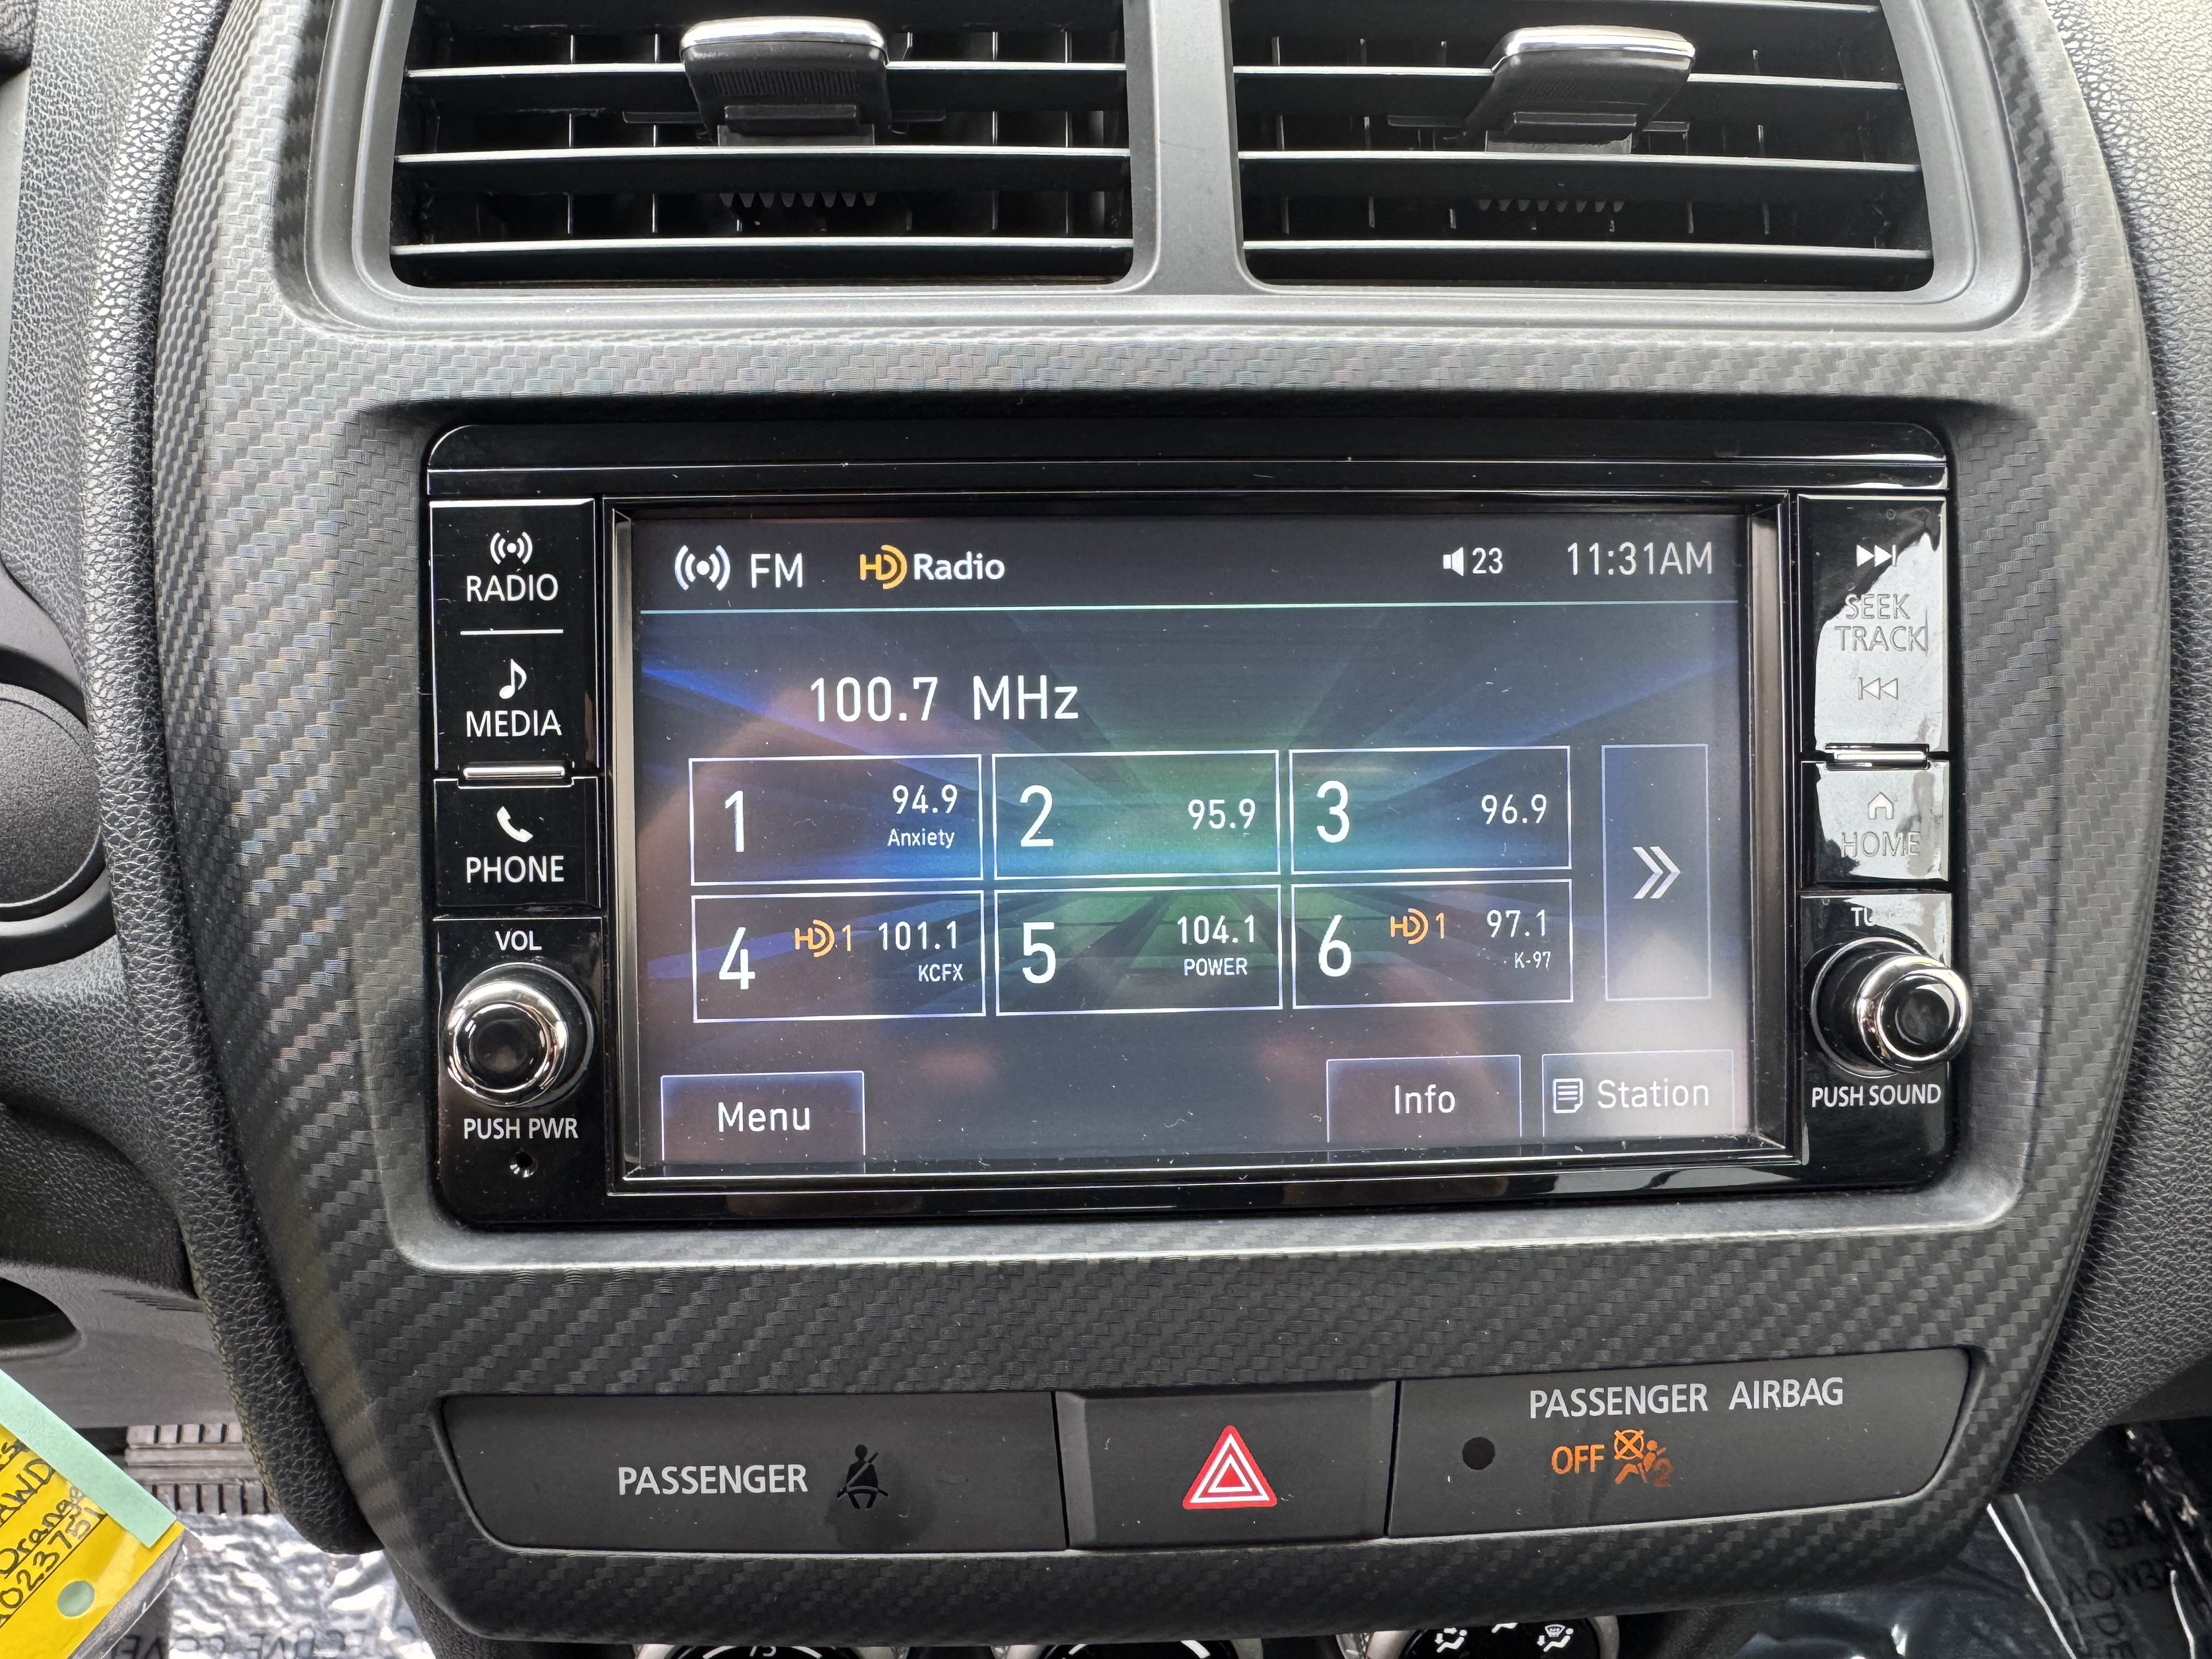 RADIO
MEDIA
PHONE
VOL
PUSH PWR
FM HD Radio 23 11:31AM
100.7 MHz
1 94.9
Anxiety
2 95.9
3 96.9
4 HD 1 101.1
KCFX
5 104.1
POWER
6 HD 1 97.1
K-97
Menu
Info
Station
SEEK
TRACK
HOME
PUSH SOUND
PASSENGER
PASSENGER AIRBAG
OFF
AWD
Orange